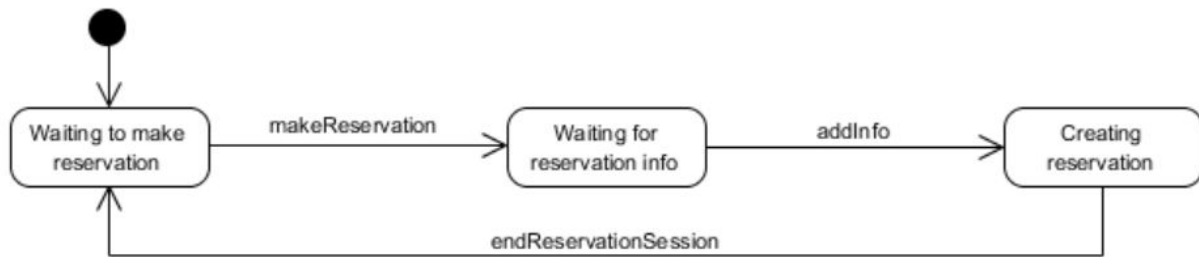 Waiting to make
reservation
makeReservation
Waiting for
reservation info
addInfo
Creating
reservation
endReservationSession